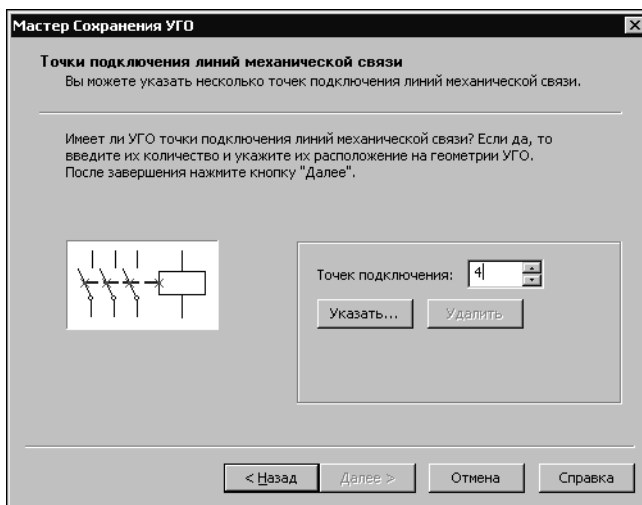 Мастер Сохранения УГО
Точки подключения линий механической связи
Вы можете указать несколько точек подключения линий механической связи.
Имеет ли УГО точки подключения линий механической связи? Если да, то
введите их количество и укажите их расположение на геометрии УГО.
После завершения нажмите кнопку "Далее".
Точек подключения: 4
Указать... Удалить
< Назад Далее > Отмена Справка